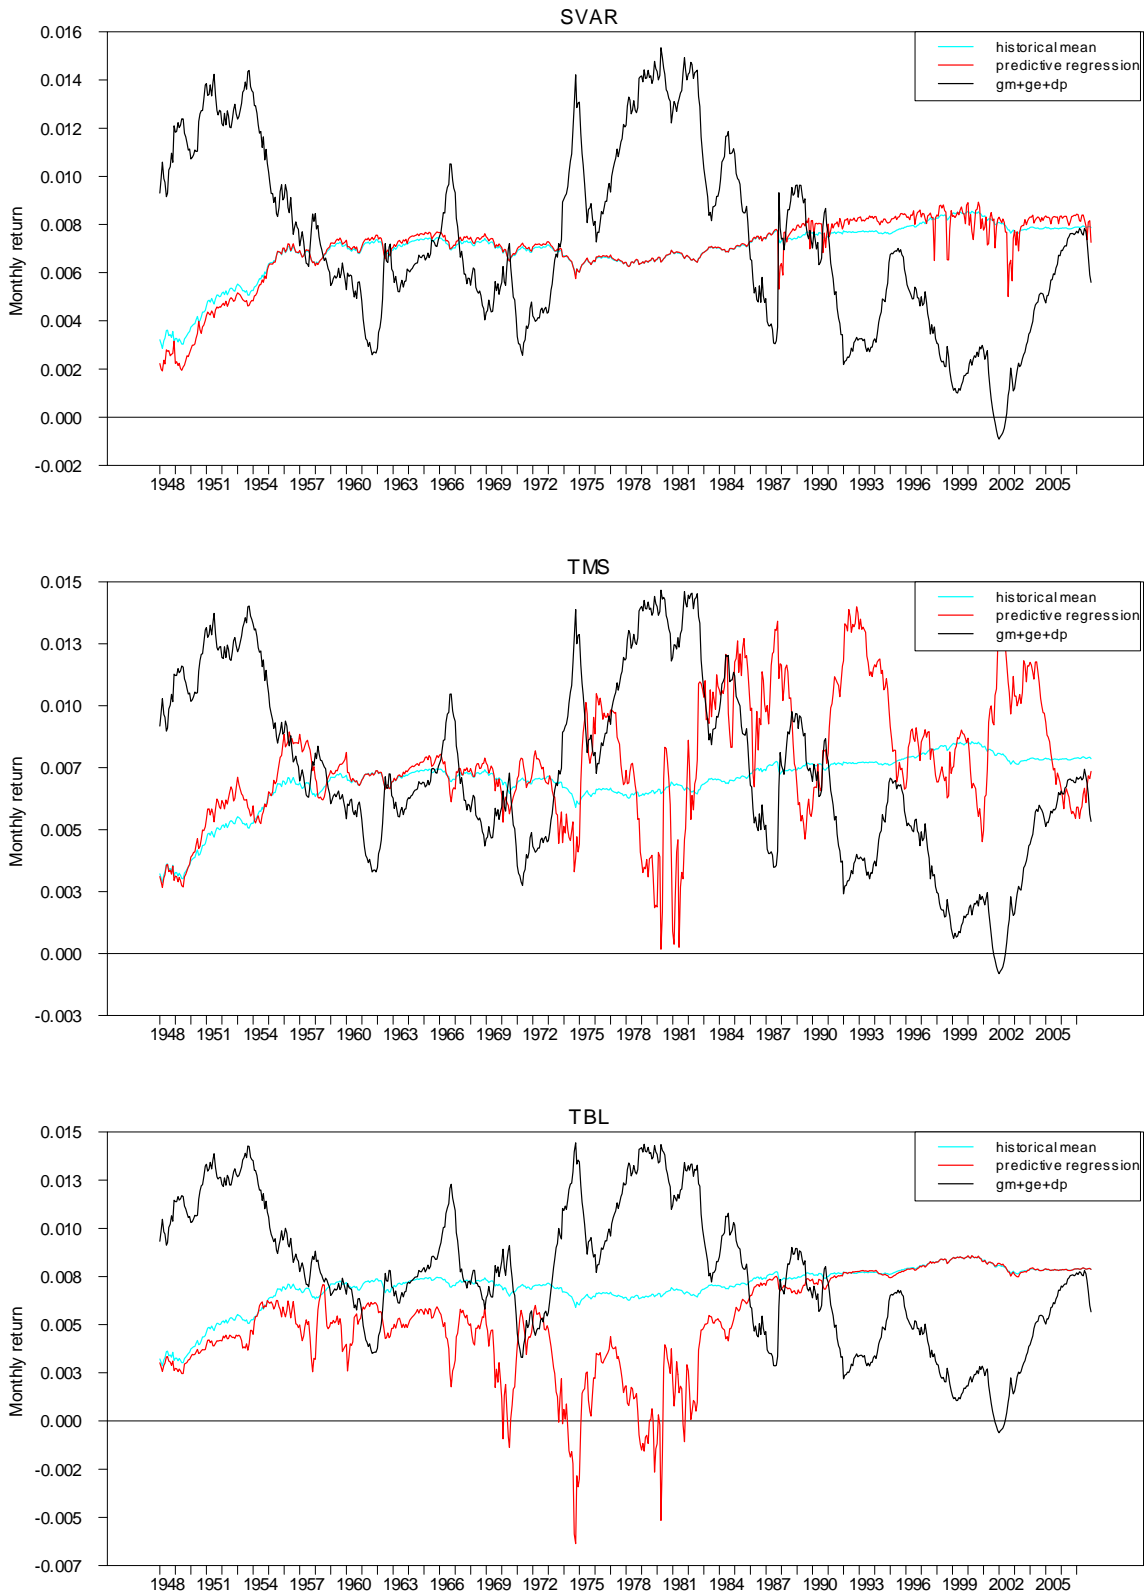 SVAR
0.016
0.014
0.012
0.010
0.008
0.006
0.004
0.002
0.000
-0.002
Monthly return
historical mean
predictive regression
gm+ge+dp
1948 1951 1954 1957 1960 1963 1966 1969 1972 1975 1978 1981 1984 1987 1990 1993 1996 1999 2002 2005
TMS
0.015
0.013
0.010
0.007
0.005
0.003
0.000
-0.003
Monthly return
historical mean
predictive regression
gm+ge+dp
1948 1951 1954 1957 1960 1963 1966 1969 1972 1975 1978 1981 1984 1987 1990 1993 1996 1999 2002 2005
TBL
0.015
0.013
0.010
0.008
0.005
0.003
0.000
-0.002
-0.005
-0.007
Monthly return
historical mean
predictive regression
gm+ge+dp
1948 1951 1954 1957 1960 1963 1966 1969 1972 1975 1978 1981 1984 1987 1990 1993 1996 1999 2002 2005